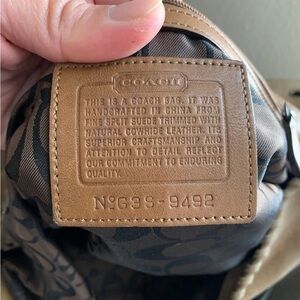 COACH
THIS IS A COACH BAG. IT WAS
HANDCRAFTED IN CHINA FROM
FINE SPLIT SUEDE TRIMMED WITH
NATURAL COWHIDE LEATHER. ITS
SUPERIOR CRAFTSMANSHIP AND
ATTENTION TO DETAIL REFLECT
OUR COMMITMENT TO ENDURING
QUALITY.
Nº G3S-9492